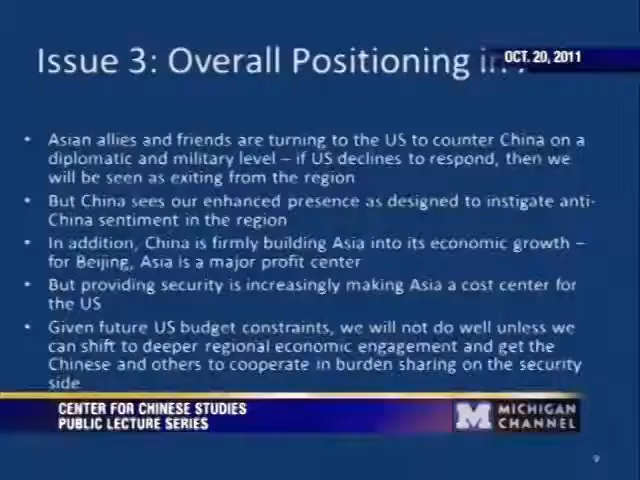 Issue 3: Overall Positioning in
OCT. 20, 2011
• Asian allies and friends are turning to the US to counter China on a
diplomatic and military level – if US declines to respond, then we
will be seen as exiting from the region
• But China sees our enhanced presence as designed to instigate anti-
China sentiment in the region
• In addition, China is firmly building Asia into its economic growth –
for Beijing, Asia is a major profit center
• But providing security is increasingly making Asia a cost center for
the US
• Given future US budget constraints, we will not do well unless we
can shift to deeper regional economic engagement and get the
Chinese and others to cooperate in burden sharing on the security
side
CENTER FOR CHINESE STUDIES
PUBLIC LECTURE SERIES
M MICHIGAN
CHANNEL
9